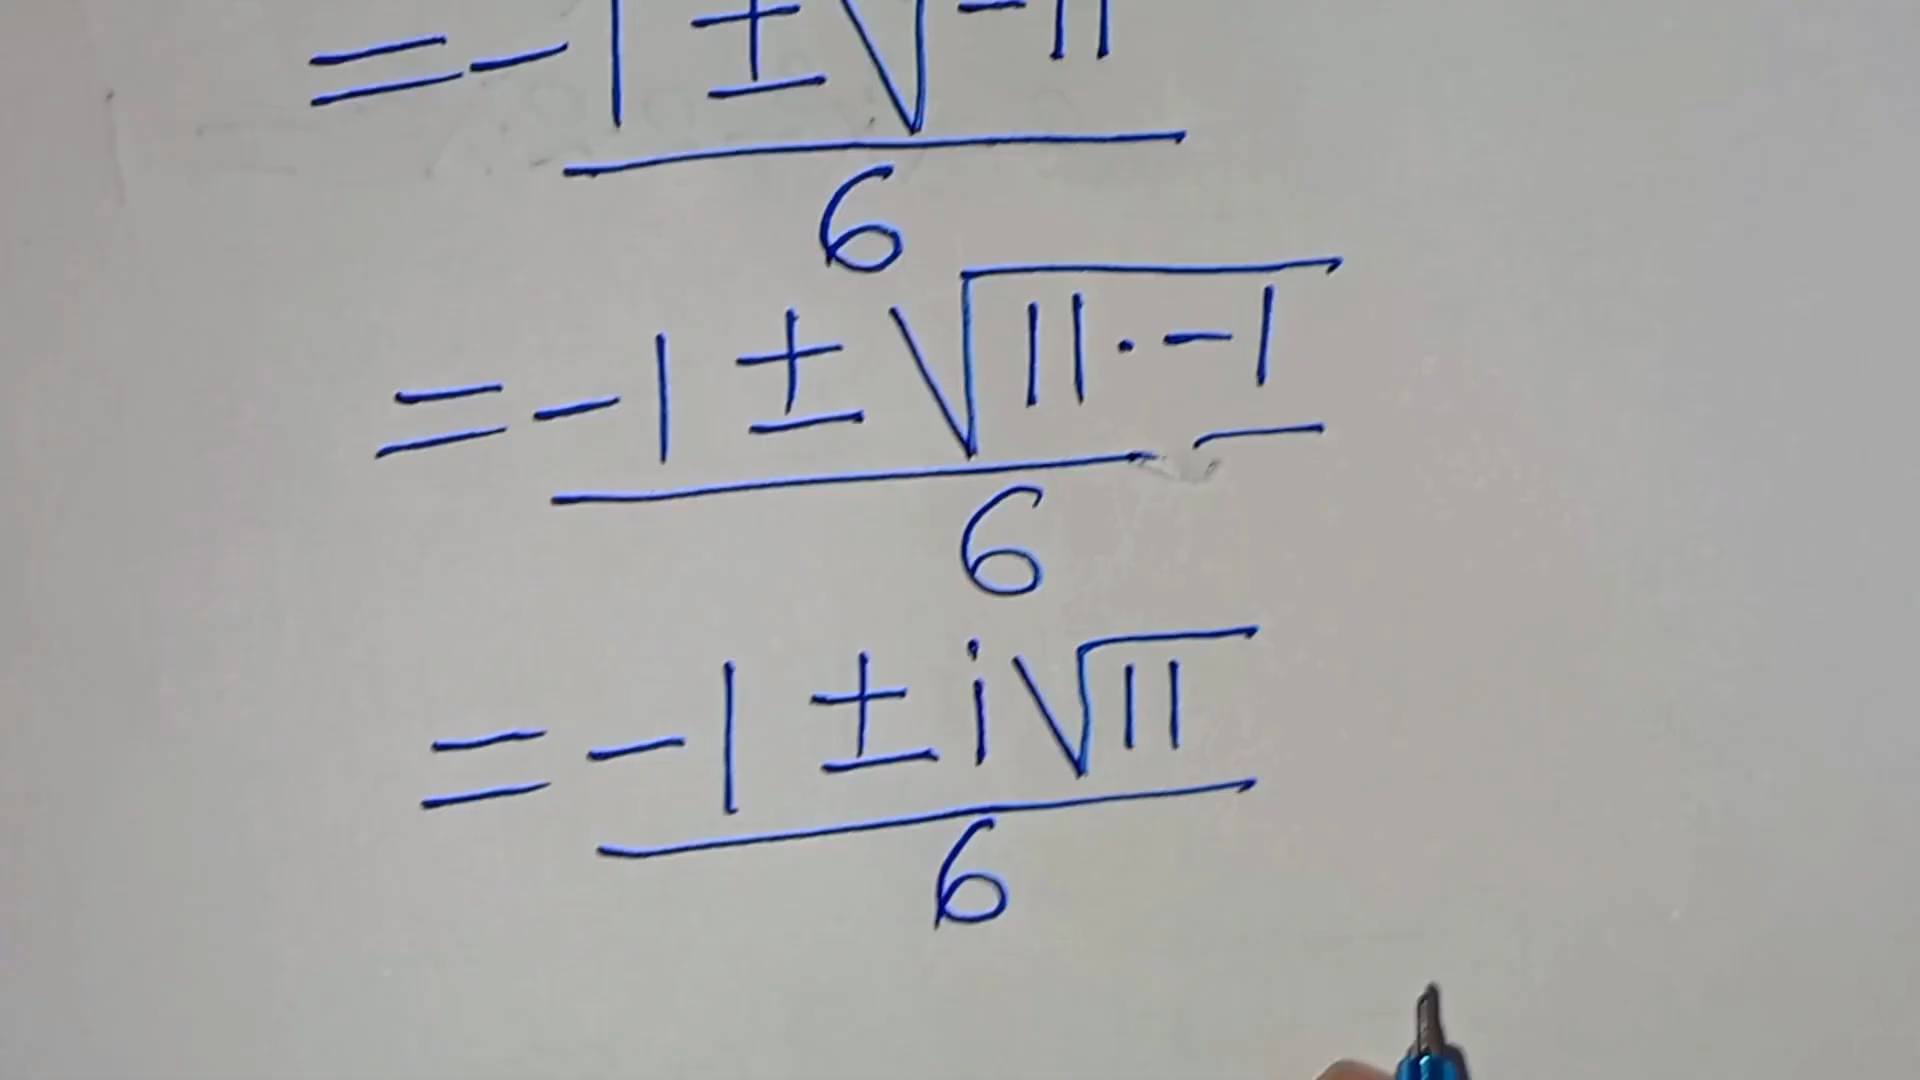 = -1 ± √-11
6
= -1 ± √11·-1
6
= -1 ± i√11
6